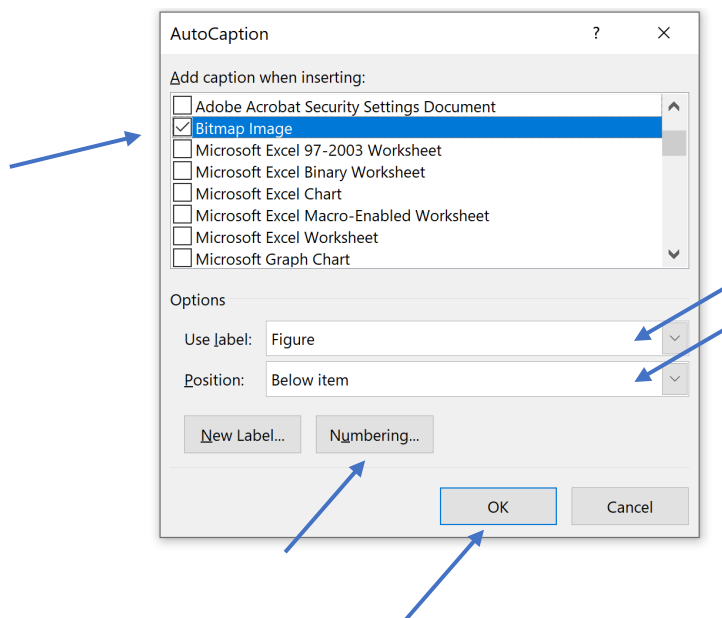 AutoCaption ? ×
Add caption when inserting:
Adobe Acrobat Security Settings Document
Bitmap Image
Microsoft Excel 97-2003 Worksheet
Microsoft Excel Binary Worksheet
Microsoft Excel Chart
Microsoft Excel Macro-Enabled Worksheet
Microsoft Excel Worksheet
Microsoft Graph Chart
Options
Use label: Figure
Position: Below item
New Label... Numbering...
OK Cancel